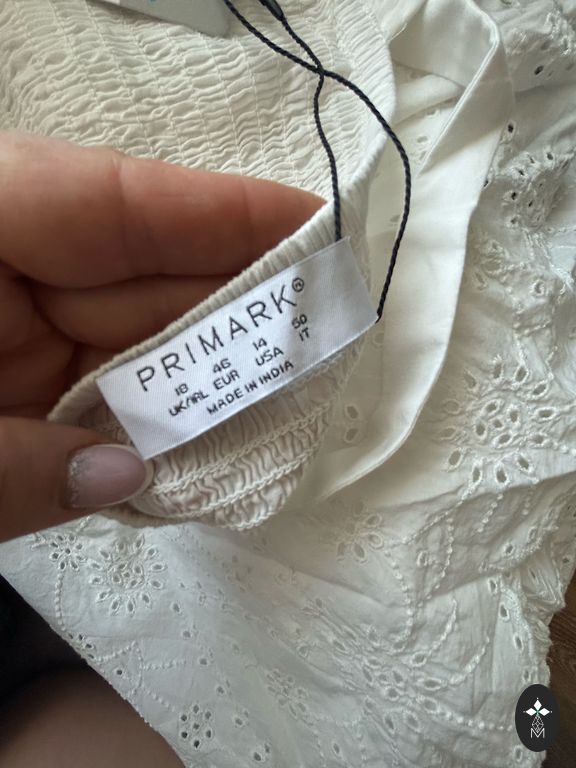 PRIMARK®
18 46 14 50
UK/IRL EUR USA IT
MADE IN INDIA
M